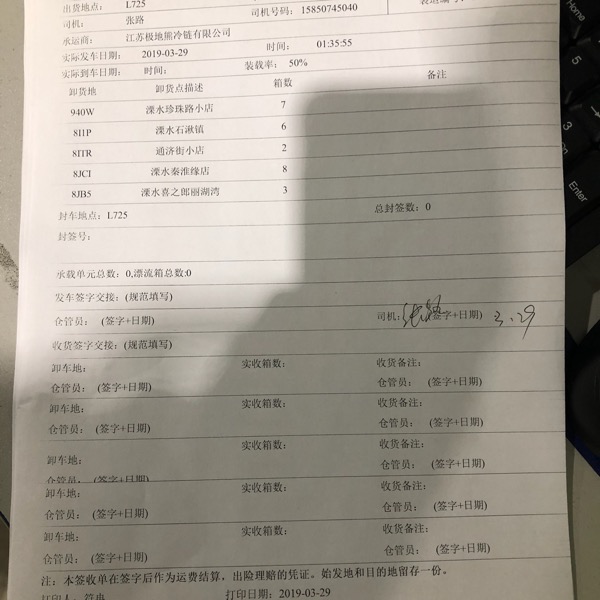 出货地点: L725
司机: 张路 司机号码: 15850745040
承运商: 江苏极地熊冷链有限公司
实际发车日期: 2019-03-29 时间: 01:35:55
实际到车日期: 时间: 装载率: 50%
卸货地 卸货点描述 箱数 备注
940W 溧水珍珠路小店 7
8I1P 溧水石湫镇 6
8ITR 通济街小店 2
8JCI 溧水秦淮缘店 8
8JB5 溧水喜之郎丽湖湾 3
封车地点: L725 总封签数: 0
封签号:
承载单元总数: 0,漂流箱总数:0
发车签字交接: (规范填写)
仓管员: (签字+日期) 司机: 张路 (签字+日期) 3.29
收货签字交接: (规范填写)
卸车地: 实收箱数: 收货备注:
仓管员: (签字+日期) 仓管员: (签字+日期)
卸车地: 实收箱数: 收货备注:
仓管员: (签字+日期) 仓管员: (签字+日期)
卸车地: 实收箱数: 收货备注:
仓管员: (签字+日期) 仓管员: (签字+日期)
卸车地: 实收箱数: 收货备注:
仓管员: (签字+日期) 仓管员: (签字+日期)
卸车地: 实收箱数: 收货备注:
仓管员: (签字+日期) 仓管员: (签字+日期)
注: 本签收单在签字后作为运费结算，出险理赔的凭证。始发地和目的地留存一份。
打印人: 打印日期: 2019-03-29
Home
5
3
Enter